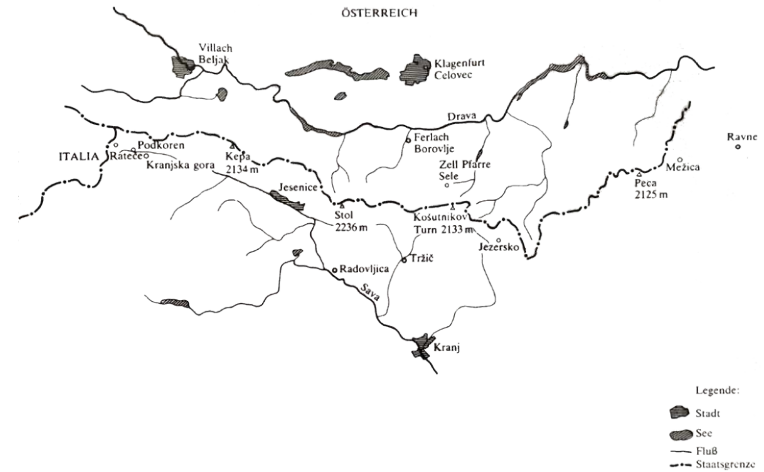 ÖSTERREICH
Villach
Beljak
Klagenfurt
Celovec
Drava
Ferlach
Borovlje
Zell Pfarre
Sele
Ravne
Mežica
Peca
2125 m
ITALIA
Rateče
Podkoren
Kranjska gora
Kepa
2134 m
Jesenice
Stol
2236 m
Košutnikov
Turn 2133 m
Jezersko
Tržič
Radovljica
Sava
Kranj
Legende:
Stadt
See
Fluß
Staatsgrenze